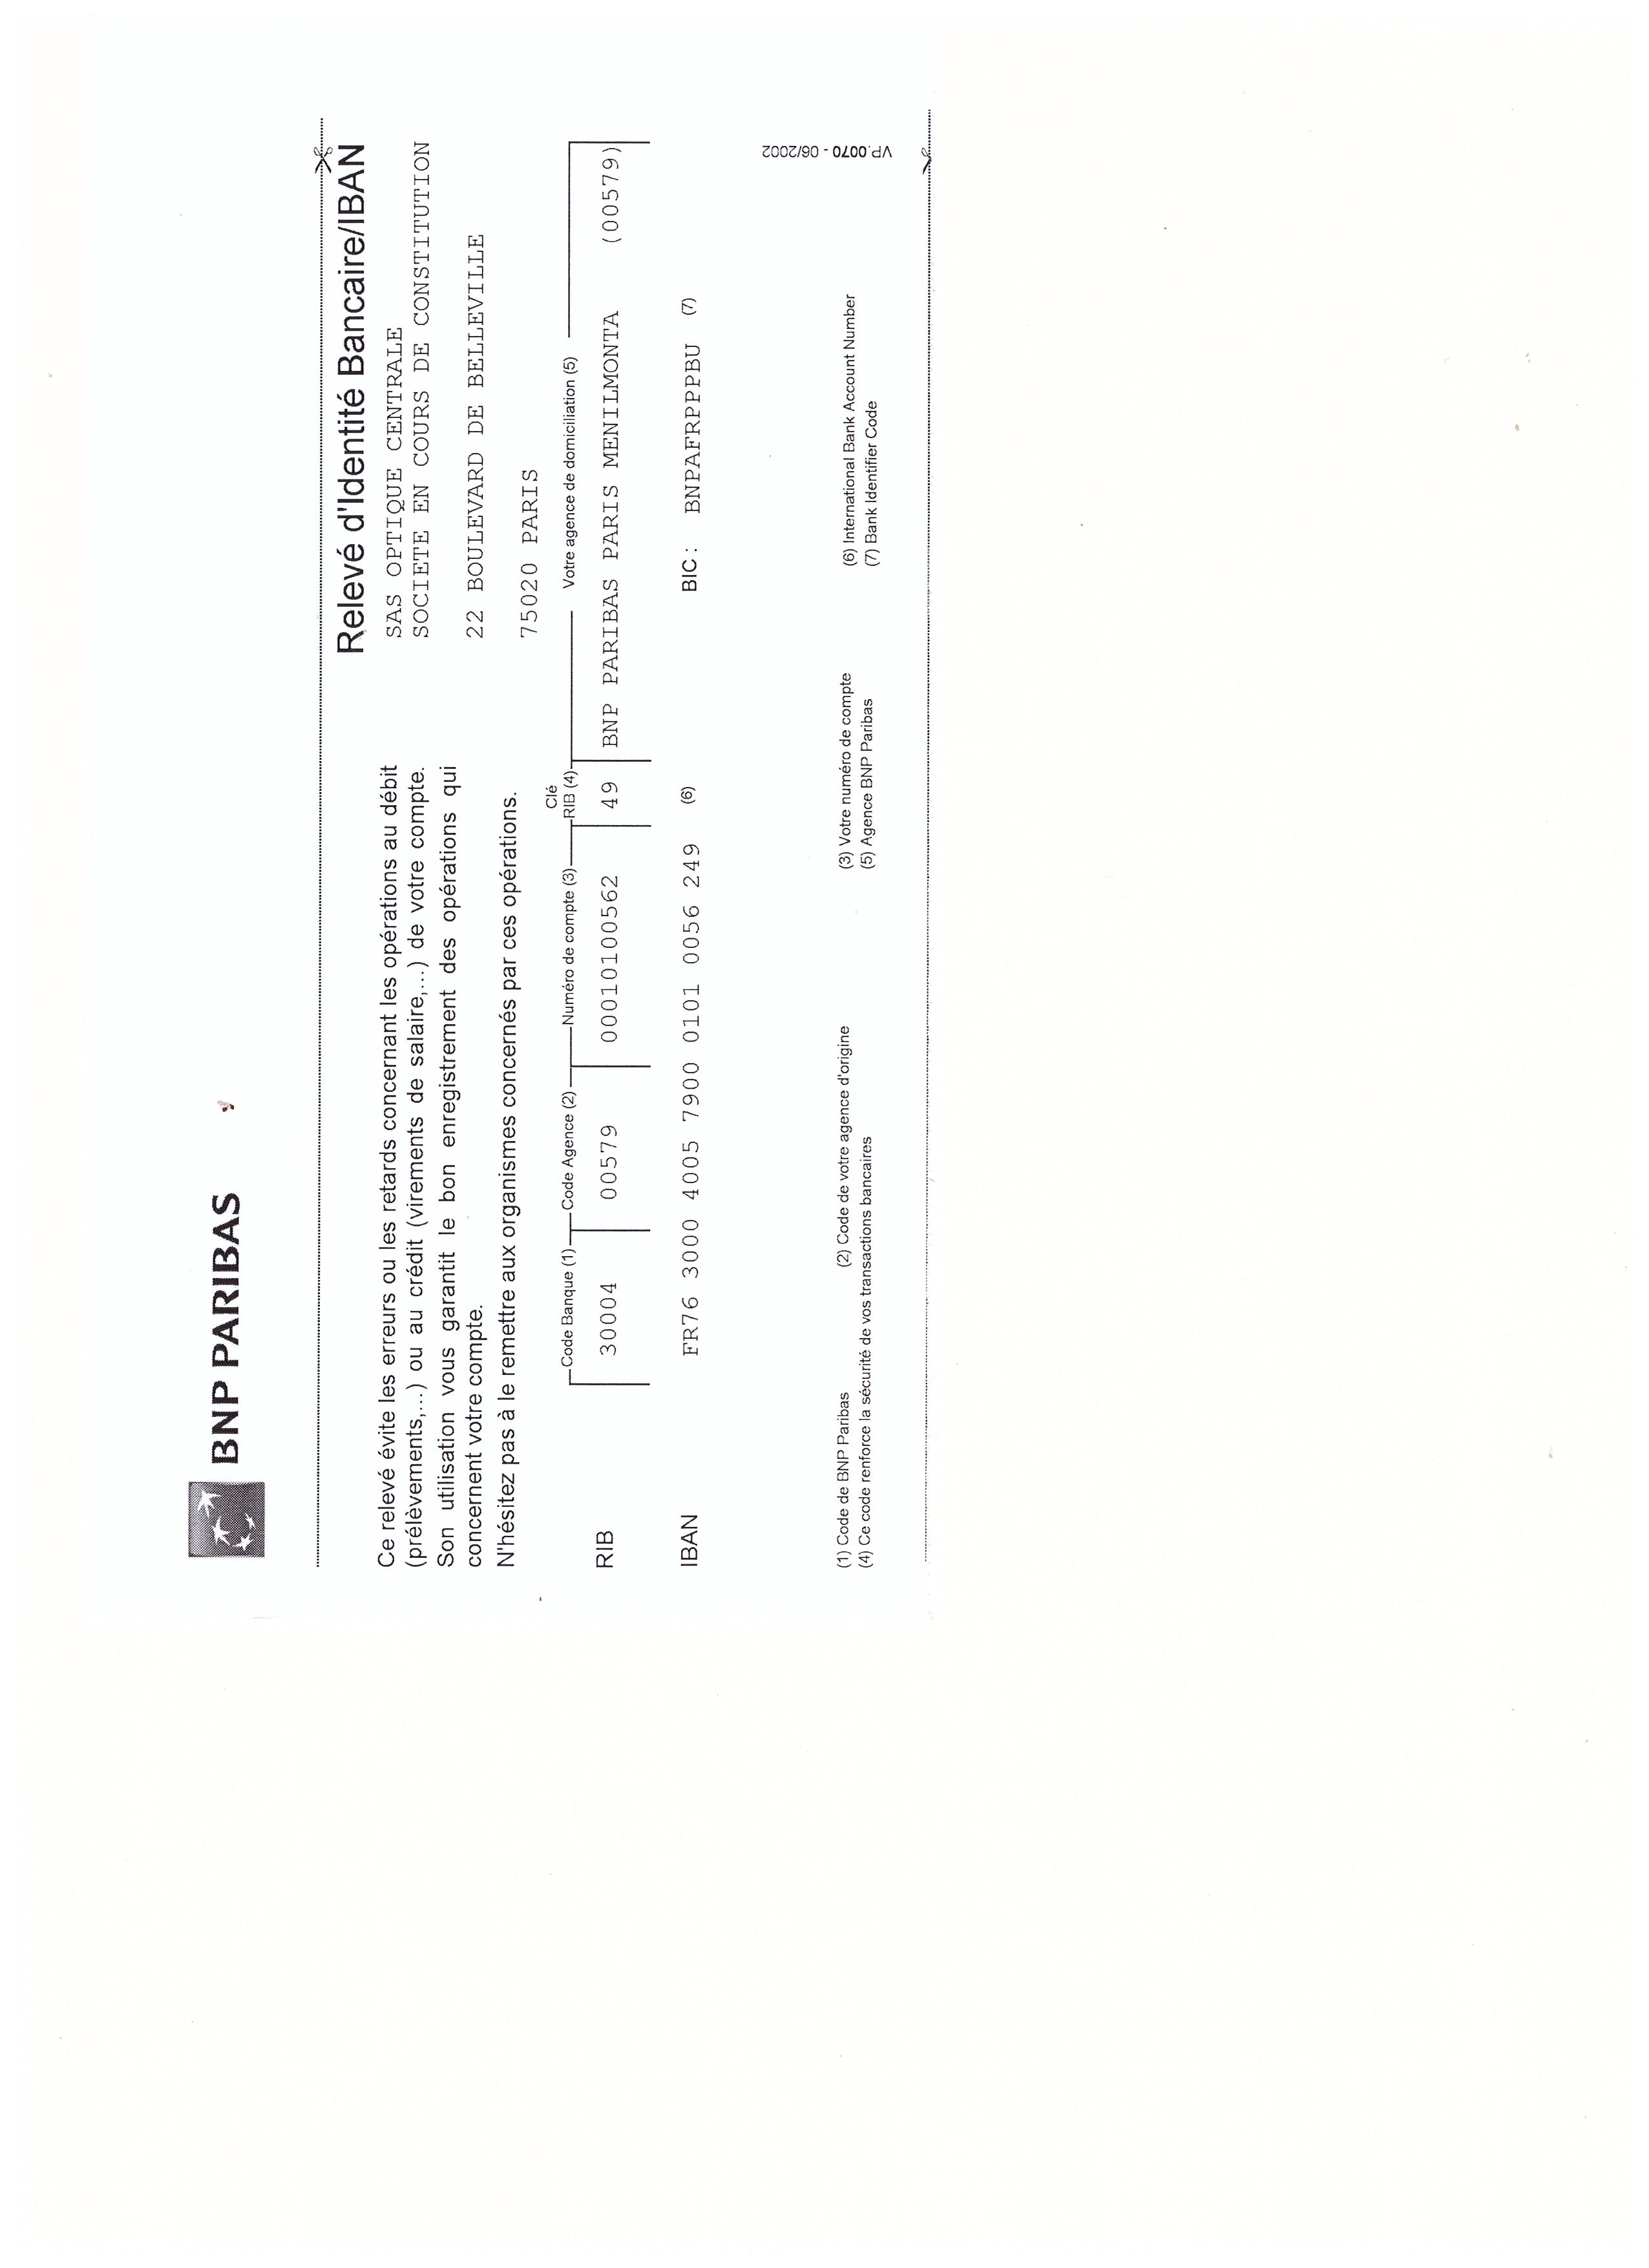 BNP PARIBAS
Relevé d'Identité Bancaire/IBAN
Ce relevé évite les erreurs ou les retards concernant les opérations au débit
(prélèvements,...) ou au crédit (virements de salaire,...) de votre compte.
Son utilisation vous garantit le bon enregistrement des opérations qui
concernent votre compte.
N'hésitez pas à le remettre aux organismes concernés par ces opérations.
SAS OPTIQUE CENTRALE
SOCIETE EN COURS DE CONSTITUTION
22 BOULEVARD DE BELLEVILLE
75020 PARIS
Code Banque (1) Code Agence (2) Numéro de compte (3) Clé RIB (4) Votre agence de domiciliation (5)
RIB 30004 00579 00010100562 49 BNP PARIBAS PARIS MENILMONTA (00579)
IBAN FR76 3000 4005 7900 0101 0056 249 (6) BIC : BNPAFRPPPBU (7)
VP.0070 - 06/2002
(1) Code de BNP Paribas (2) Code de votre agence d'origine (3) Votre numéro de compte (6) International Bank Account Number
(4) Ce code renforce la sécurité de vos transactions bancaires (5) Agence BNP Paribas (7) Bank Identifier Code